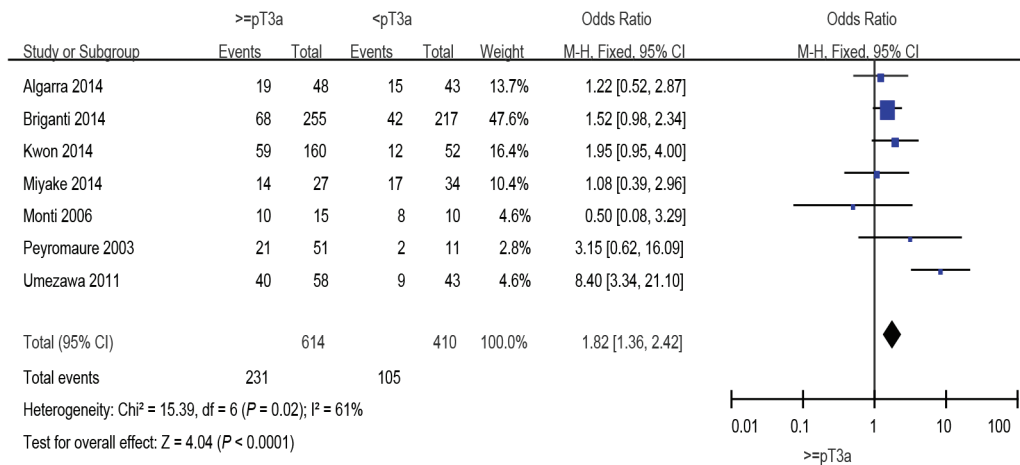 >=pT3a <pT3a Odds Ratio Odds Ratio
Study or Subgroup Events Total Events Total Weight M-H, Fixed, 95% CI M-H, Fixed, 95% CI
Algarra 2014 19 48 15 43 13.7% 1.22 [0.52, 2.87]
Briganti 2014 68 255 42 217 47.6% 1.52 [0.98, 2.34]
Kwon 2014 59 160 12 52 16.4% 1.95 [0.95, 4.00]
Miyake 2014 14 27 17 34 10.4% 1.08 [0.39, 2.96]
Monti 2006 10 15 8 10 4.6% 0.50 [0.08, 3.29]
Peyromaure 2003 21 51 2 11 2.8% 3.15 [0.62, 16.09]
Umezawa 2011 40 58 9 43 4.6% 8.40 [3.34, 21.10]
Total (95% CI) 614 410 100.0% 1.82 [1.36, 2.42]
Total events 231 105
Heterogeneity: Chi² = 15.39, df = 6 (P = 0.02); I² = 61%
Test for overall effect: Z = 4.04 (P < 0.0001)
0.01 0.1 1 10 100
>=pT3a